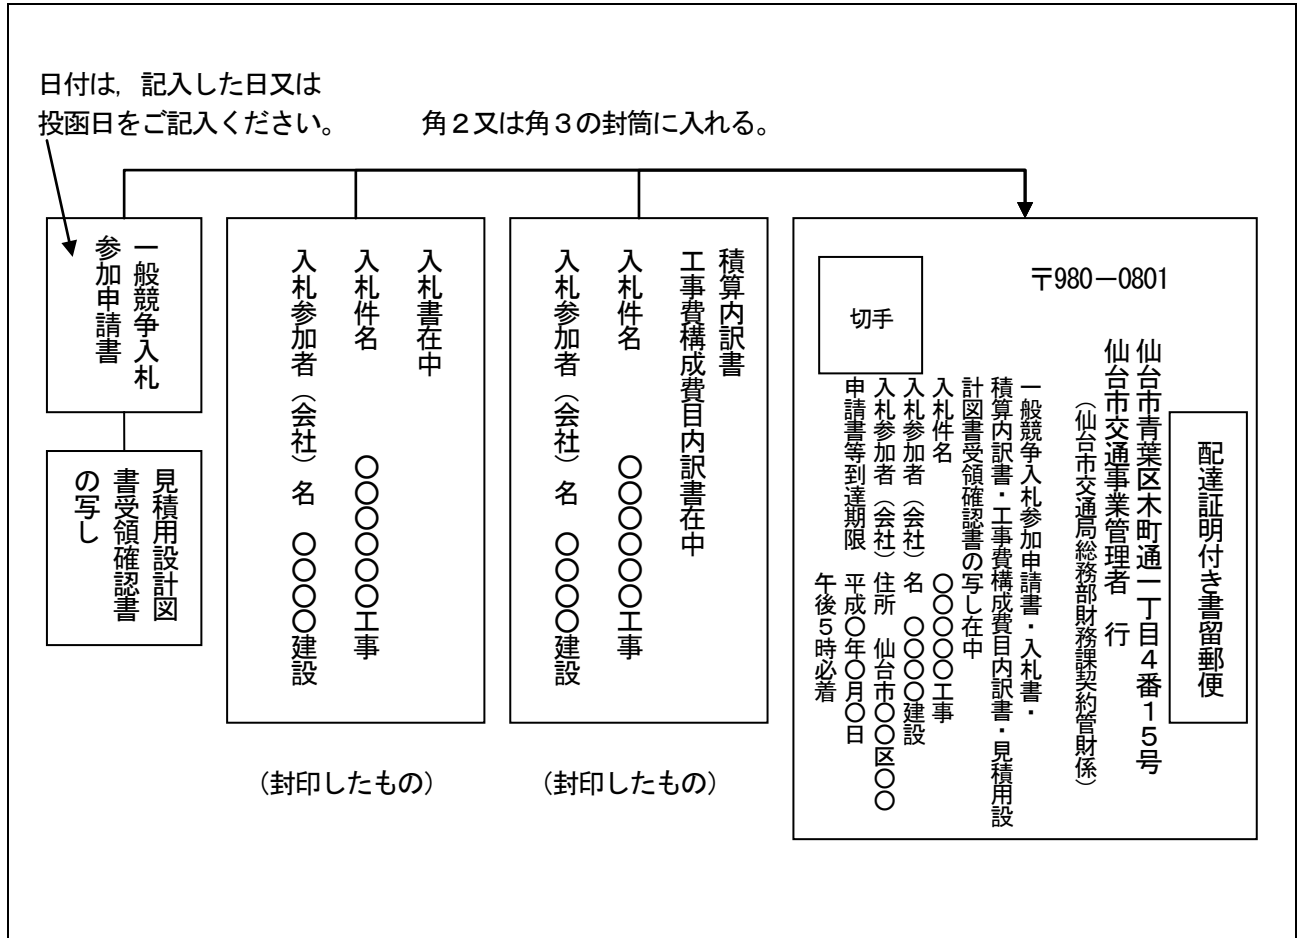 日付は，記入した日又は
投函日をご記入ください。
角２又は角３の封筒に入れる。
一般競争入札
参加申請書
見積用設計図
書受領確認書
の写し
入札書在中
入札件名　〇〇〇〇〇〇工事
入札参加者（会社）名　〇〇〇〇建設
（封印したもの）
積算内訳書
工事費構成費目内訳書在中
入札件名　〇〇〇〇〇〇工事
入札参加者（会社）名　〇〇〇〇建設
（封印したもの）
配達証明付き書留郵便
〒980－0801
切手
仙台市青葉区木町通一丁目４番１５号
仙台市交通事業管理者　行
（仙台市交通局総務部財務課契約管財係）
一般競争入札参加申請書・入札書・
積算内訳書・工事費構成費目内訳書・見積用設
計図書受領確認書の写し在中
入札件名　〇〇〇〇〇工事
入札参加者（会社）名　〇〇〇〇建設
入札参加者（会社）住所　仙台市〇〇区〇〇
申請書等到達期限　平成〇年〇月〇日
午後５時必着